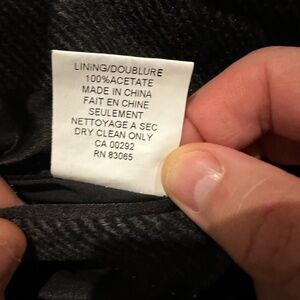 LINING/DOUBLURE
100%ACETATE
MADE IN CHINA
FAIT EN CHINE
SEULEMENT
NETTOYAGE A SEC
DRY CLEAN ONLY
CA 00292
RN 83065